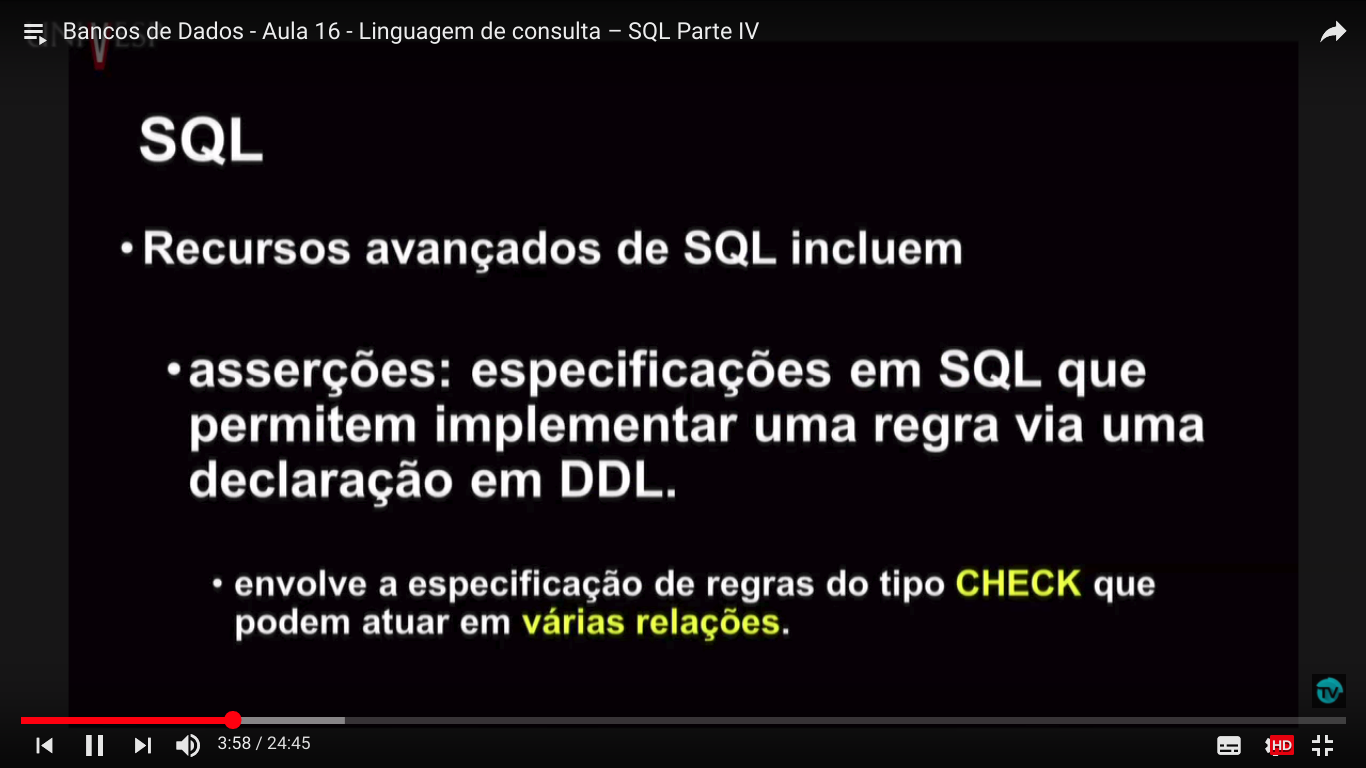 Bancos de Dados - Aula 16 - Linguagem de consulta – SQL Parte IV
UNIVESP
SQL
• Recursos avançados de SQL incluem
• asserções: especificações em SQL que
permitem implementar uma regra via uma
declaração em DDL.
• envolve a especificação de regras do tipo CHECK que
podem atuar em várias relações.
TV
3:58 / 24:45
HD